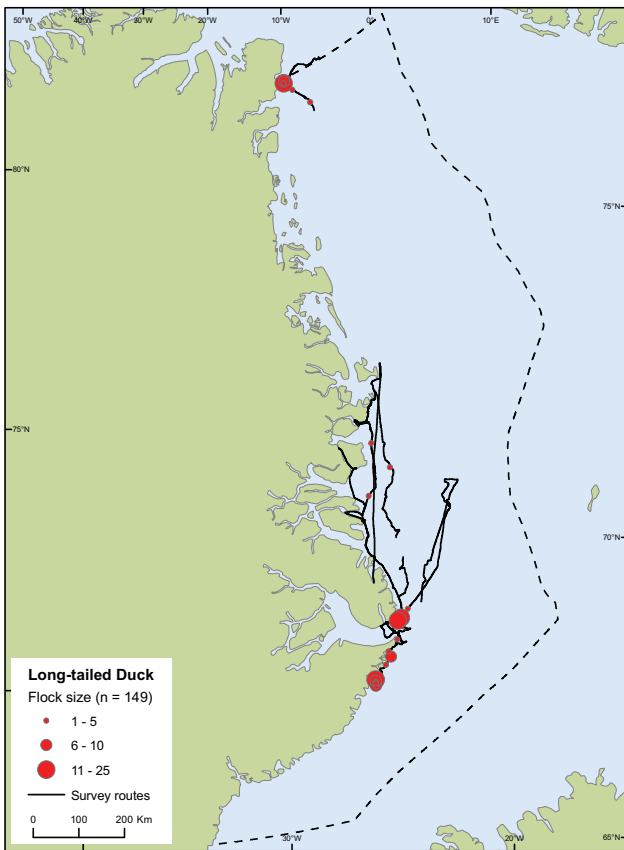 50°W 40°W 30°W 20°W 10°W 0° 10°E
80°N
75°N
75°N
70°N
Long-tailed Duck
Flock size (n = 149)
1 - 5
6 - 10
11 - 25
Survey routes
0 100 200 Km
30°W 20°W 65°N